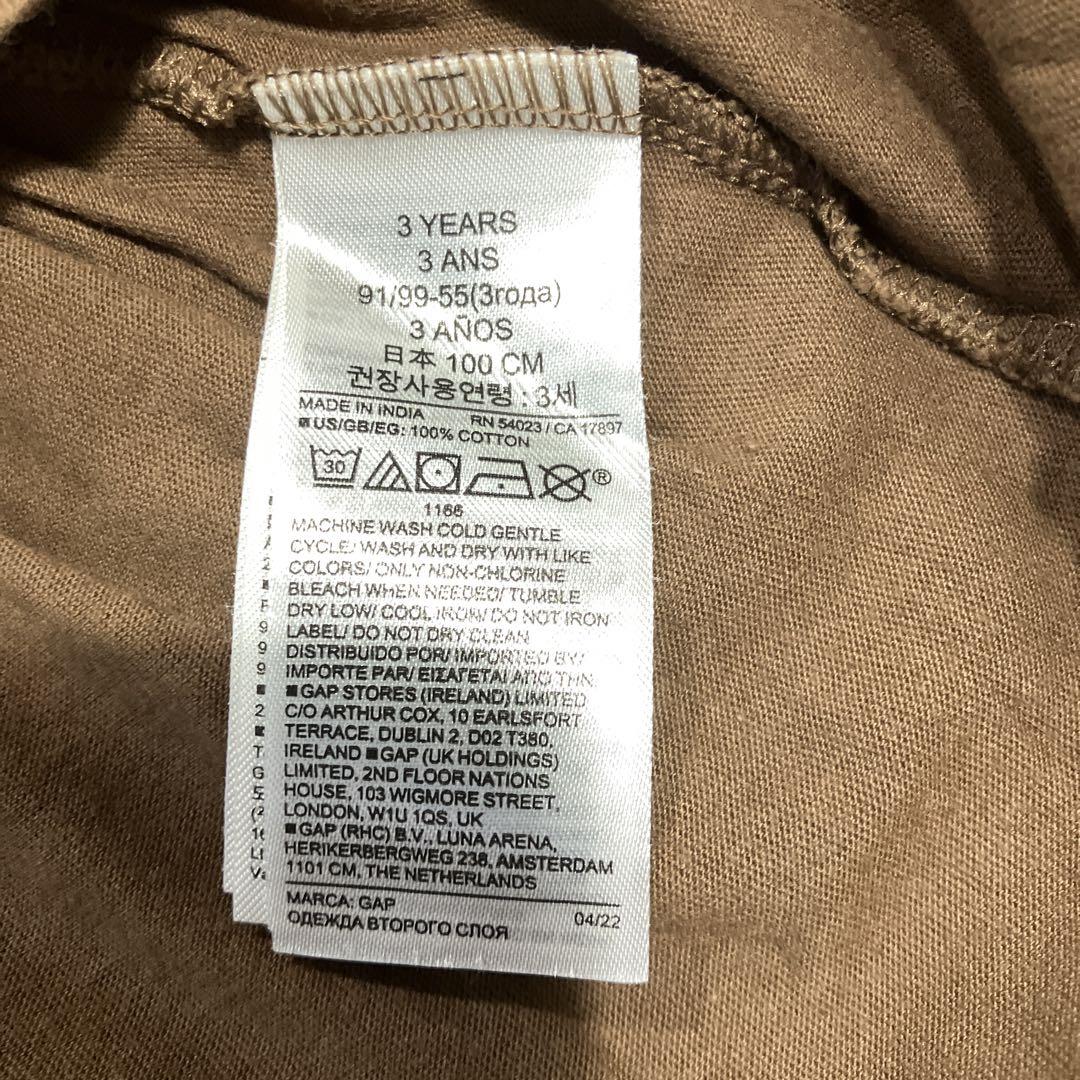 3 YEARS
3 ANS
91/99-55(3года)
3 AÑOS
日本 100 CM
권장사용연령 : 3세
MADE IN INDIA
RN 54023 / CA 17897
■US/GB/EG: 100% COTTON
30
®
1166
MACHINE WASH COLD GENTLE
CYCLE/ WASH AND DRY WITH LIKE
COLORS/ ONLY NON-CHLORINE
BLEACH WHEN NEEDED/ TUMBLE
DRY LOW/ COOL IRON/ DO NOT IRON
LABEL/ DO NOT DRY CLEAN
DISTRIBUIDO POR/ IMPORTED BY/
IMPORTE PAR/ ΕΙΣΑΓΕΤΑΙ ΑΠΟ ΤΗΝ
■GAP STORES (IRELAND) LIMITED
C/O ARTHUR COX, 10 EARLSFORT
TERRACE, DUBLIN 2, D02 T380,
IRELAND ■GAP (UK HOLDINGS)
LIMITED, 2ND FLOOR NATIONS
HOUSE, 103 WIGMORE STREET,
LONDON, W1U 1QS, UK
■GAP (RHC) B.V., LUNA ARENA,
HERIKERBERGWEG 238, AMSTERDAM
1101 CM, THE NETHERLANDS
MARCA: GAP
04/22
ОДЕЖДА ВТОРОГО СЛОЯ